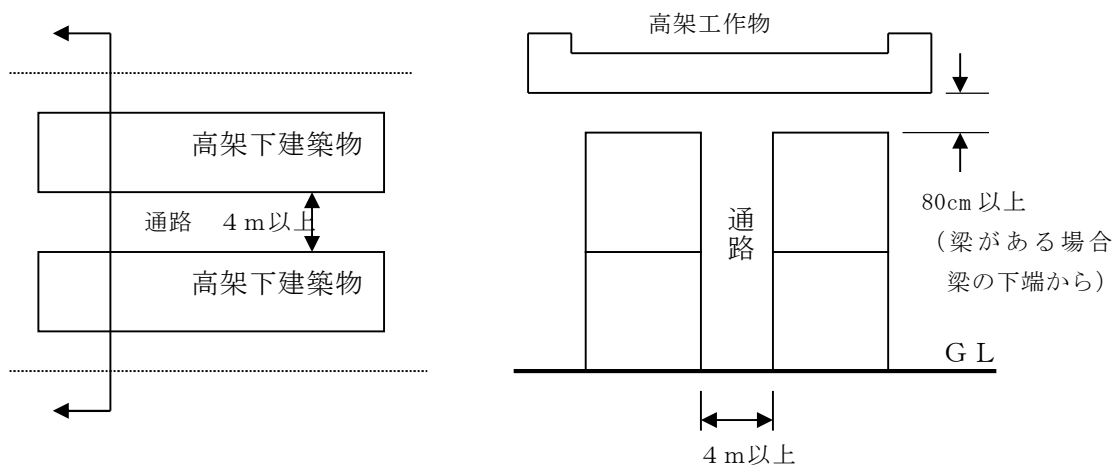 高架下建築物
通路　４ｍ以上
高架下建築物
高架工作物
80cm 以上
（梁がある場合
梁の下端から）
通路
ＧＬ
４ｍ以上